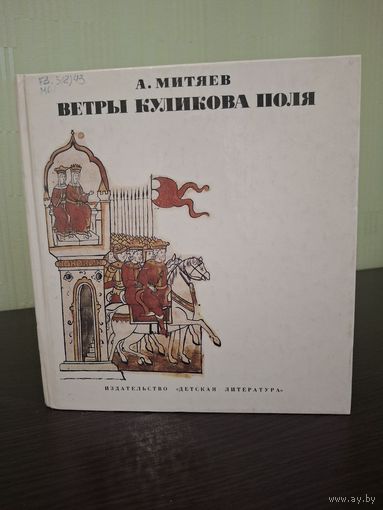 А. МИТЯЕВ
ВЕТРЫ КУЛИКОВА ПОЛЯ
ИЗДАТЕЛЬСТВО «ДЕТСКАЯ ЛИТЕРАТУРА»
www.ay.by